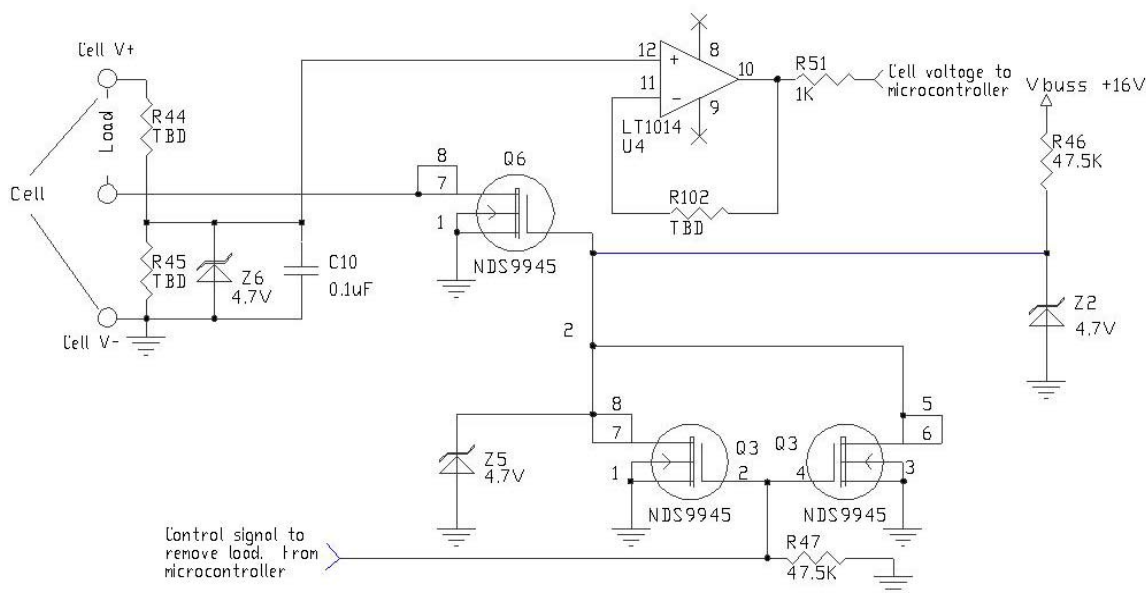 Cell V+
Load
R44
TBD
Cell
R45
TBD
Z6
4.7V
C10
0.1uF
Cell V-
12
+
11
-
8
10
9
LT1014
U4
R51
1K
Cell voltage to
microcontroller
Vbuss +16V
R46
47.5K
8
7
1
Q6
NDS9945
R102
TBD
2
Z2
4.7V
8
7
1
Z5
4.7V
Q3
2
NDS9945
Q3
4
5
6
3
NDS9945
Control signal to
remove load. From
microcontroller
R47
47.5K